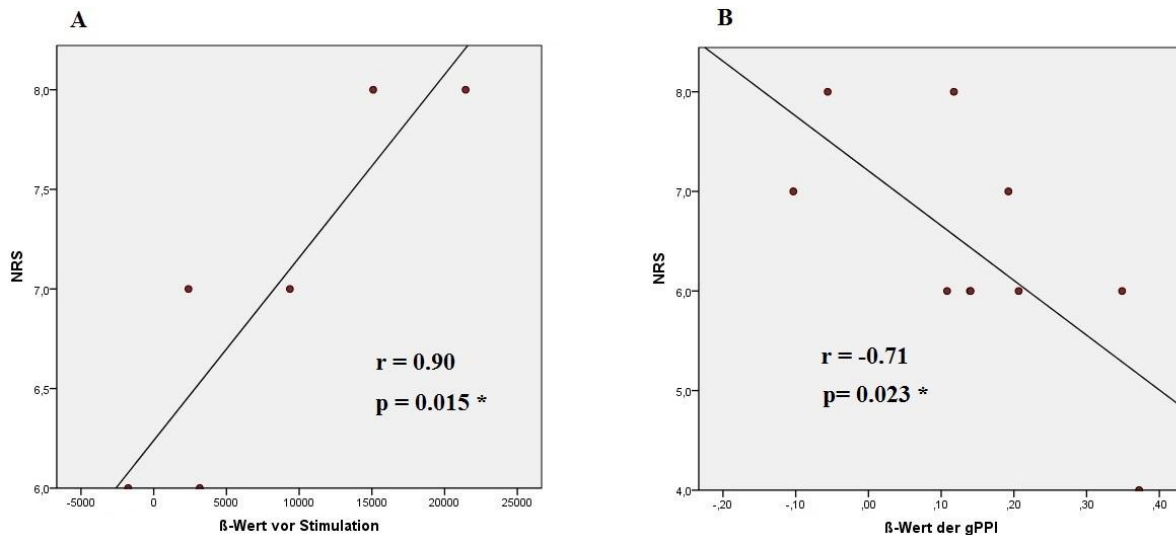 A
8,0
7,5
7,0
6,5
6,0
NRS
r = 0.90
p = 0.015 *
-5000 0 5000 10000 15000 20000 25000
ß-Wert vor Stimulation
B
8,0
7,0
6,0
5,0
4,0
NRS
r = -0.71
p= 0.023 *
-,20 -,10 ,00 ,10 ,20 ,30 ,40
ß-Wert der gPPI